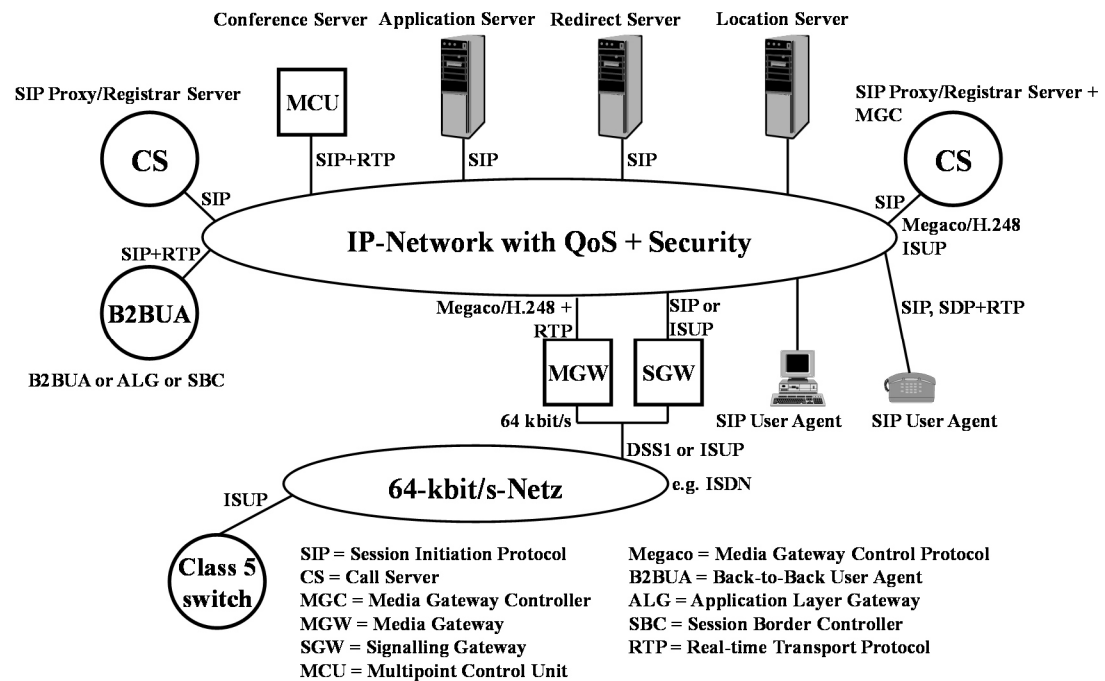 Conference Server
Application Server
Redirect Server
Location Server
SIP Proxy/Registrar Server
MCU
SIP Proxy/Registrar Server +
MGC
CS
CS
SIP+RTP
SIP
SIP
SIP
SIP
Megaco/H.248
ISUP
IP-Network with QoS + Security
SIP+RTP
B2BUA
B2BUA or ALG or SBC
Megaco/H.248 +
RTP
SIP or
ISUP
SIP, SDP+RTP
MGW
SGW
SIP User Agent
SIP User Agent
64 kbit/s
DSS1 or ISUP
64-kbit/s-Netz
e.g. ISDN
ISUP
Class 5
switch
SIP = Session Initiation Protocol
CS = Call Server
MGC = Media Gateway Controller
MGW = Media Gateway
SGW = Signalling Gateway
MCU = Multipoint Control Unit
Megaco = Media Gateway Control Protocol
B2BUA = Back-to-Back User Agent
ALG = Application Layer Gateway
SBC = Session Border Controller
RTP = Real-time Transport Protocol